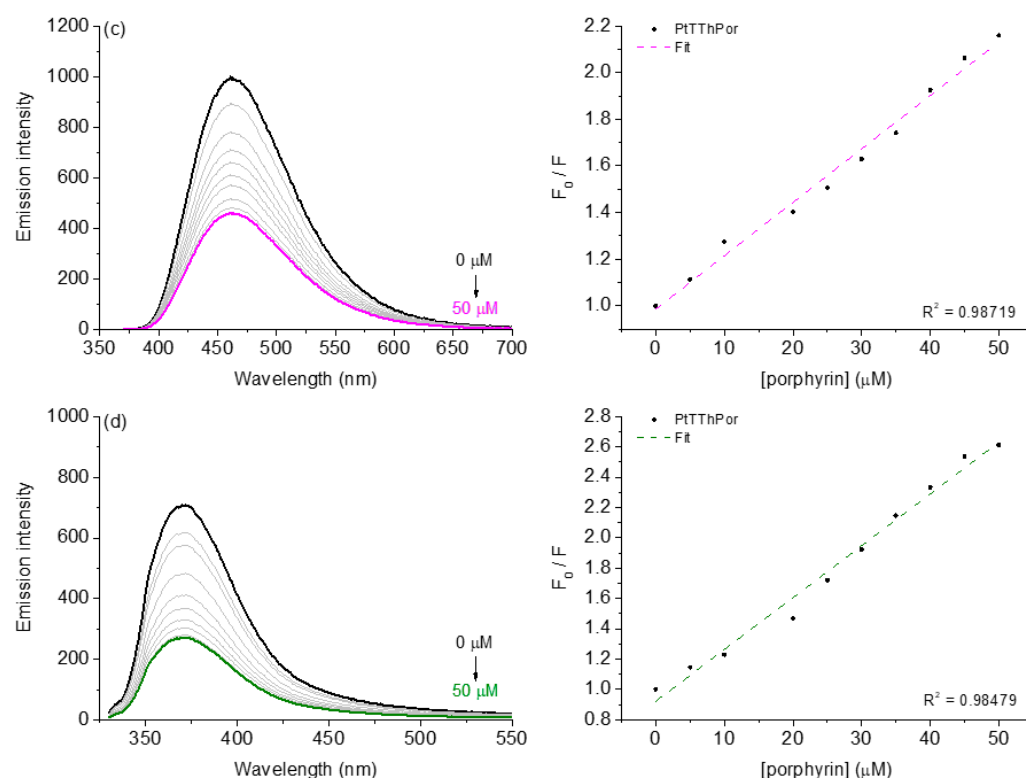 (c)
1200
1000
800
600
400
200
0
Emission intensity
350 400 450 500 550 600 650 700
Wavelength (nm)
0 μM
50 μM
2.2
2.0
1.8
1.6
1.4
1.2
1.0
F₀ / F
PtTThPor
Fit
R² = 0.98719
0 10 20 30 40 50
[porphyrin] (μM)
(d)
1000
800
600
400
200
0
Emission intensity
350 400 450 500 550
Wavelength (nm)
0 μM
50 μM
2.8
2.6
2.4
2.2
2.0
1.8
1.6
1.4
1.2
1.0
0.8
F₀ / F
PtTThPor
Fit
R² = 0.98479
0 10 20 30 40 50
[porphyrin] (μM)